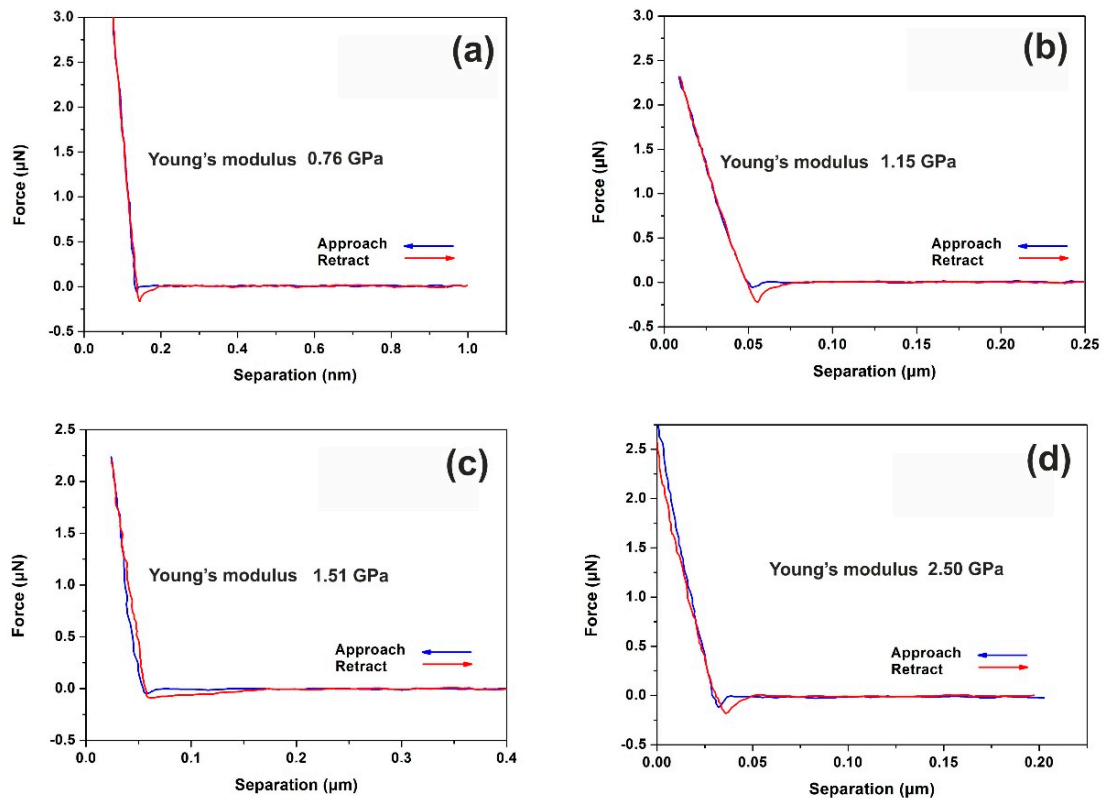 (a)
3.0
2.5
2.0
1.5
1.0
0.5
0.0
-0.5
Force (µN)
Young's modulus 0.76 GPa
Approach
Retract
0.0 0.2 0.4 0.6 0.8 1.0
Separation (nm)
(b)
3.0
2.5
2.0
1.5
1.0
0.5
0.0
-0.5
Force (µN)
Young's modulus 1.15 GPa
Approach
Retract
0.00 0.05 0.10 0.15 0.20 0.25
Separation (µm)
(c)
2.5
2.0
1.5
1.0
0.5
0.0
-0.5
Force (µN)
Young's modulus 1.51 GPa
Approach
Retract
0.0 0.1 0.2 0.3 0.4
Separation (µm)
(d)
2.5
2.0
1.5
1.0
0.5
0.0
-0.5
Force (µN)
Young's modulus 2.50 GPa
Approach
Retract
0.00 0.05 0.10 0.15 0.20
Separation (µm)